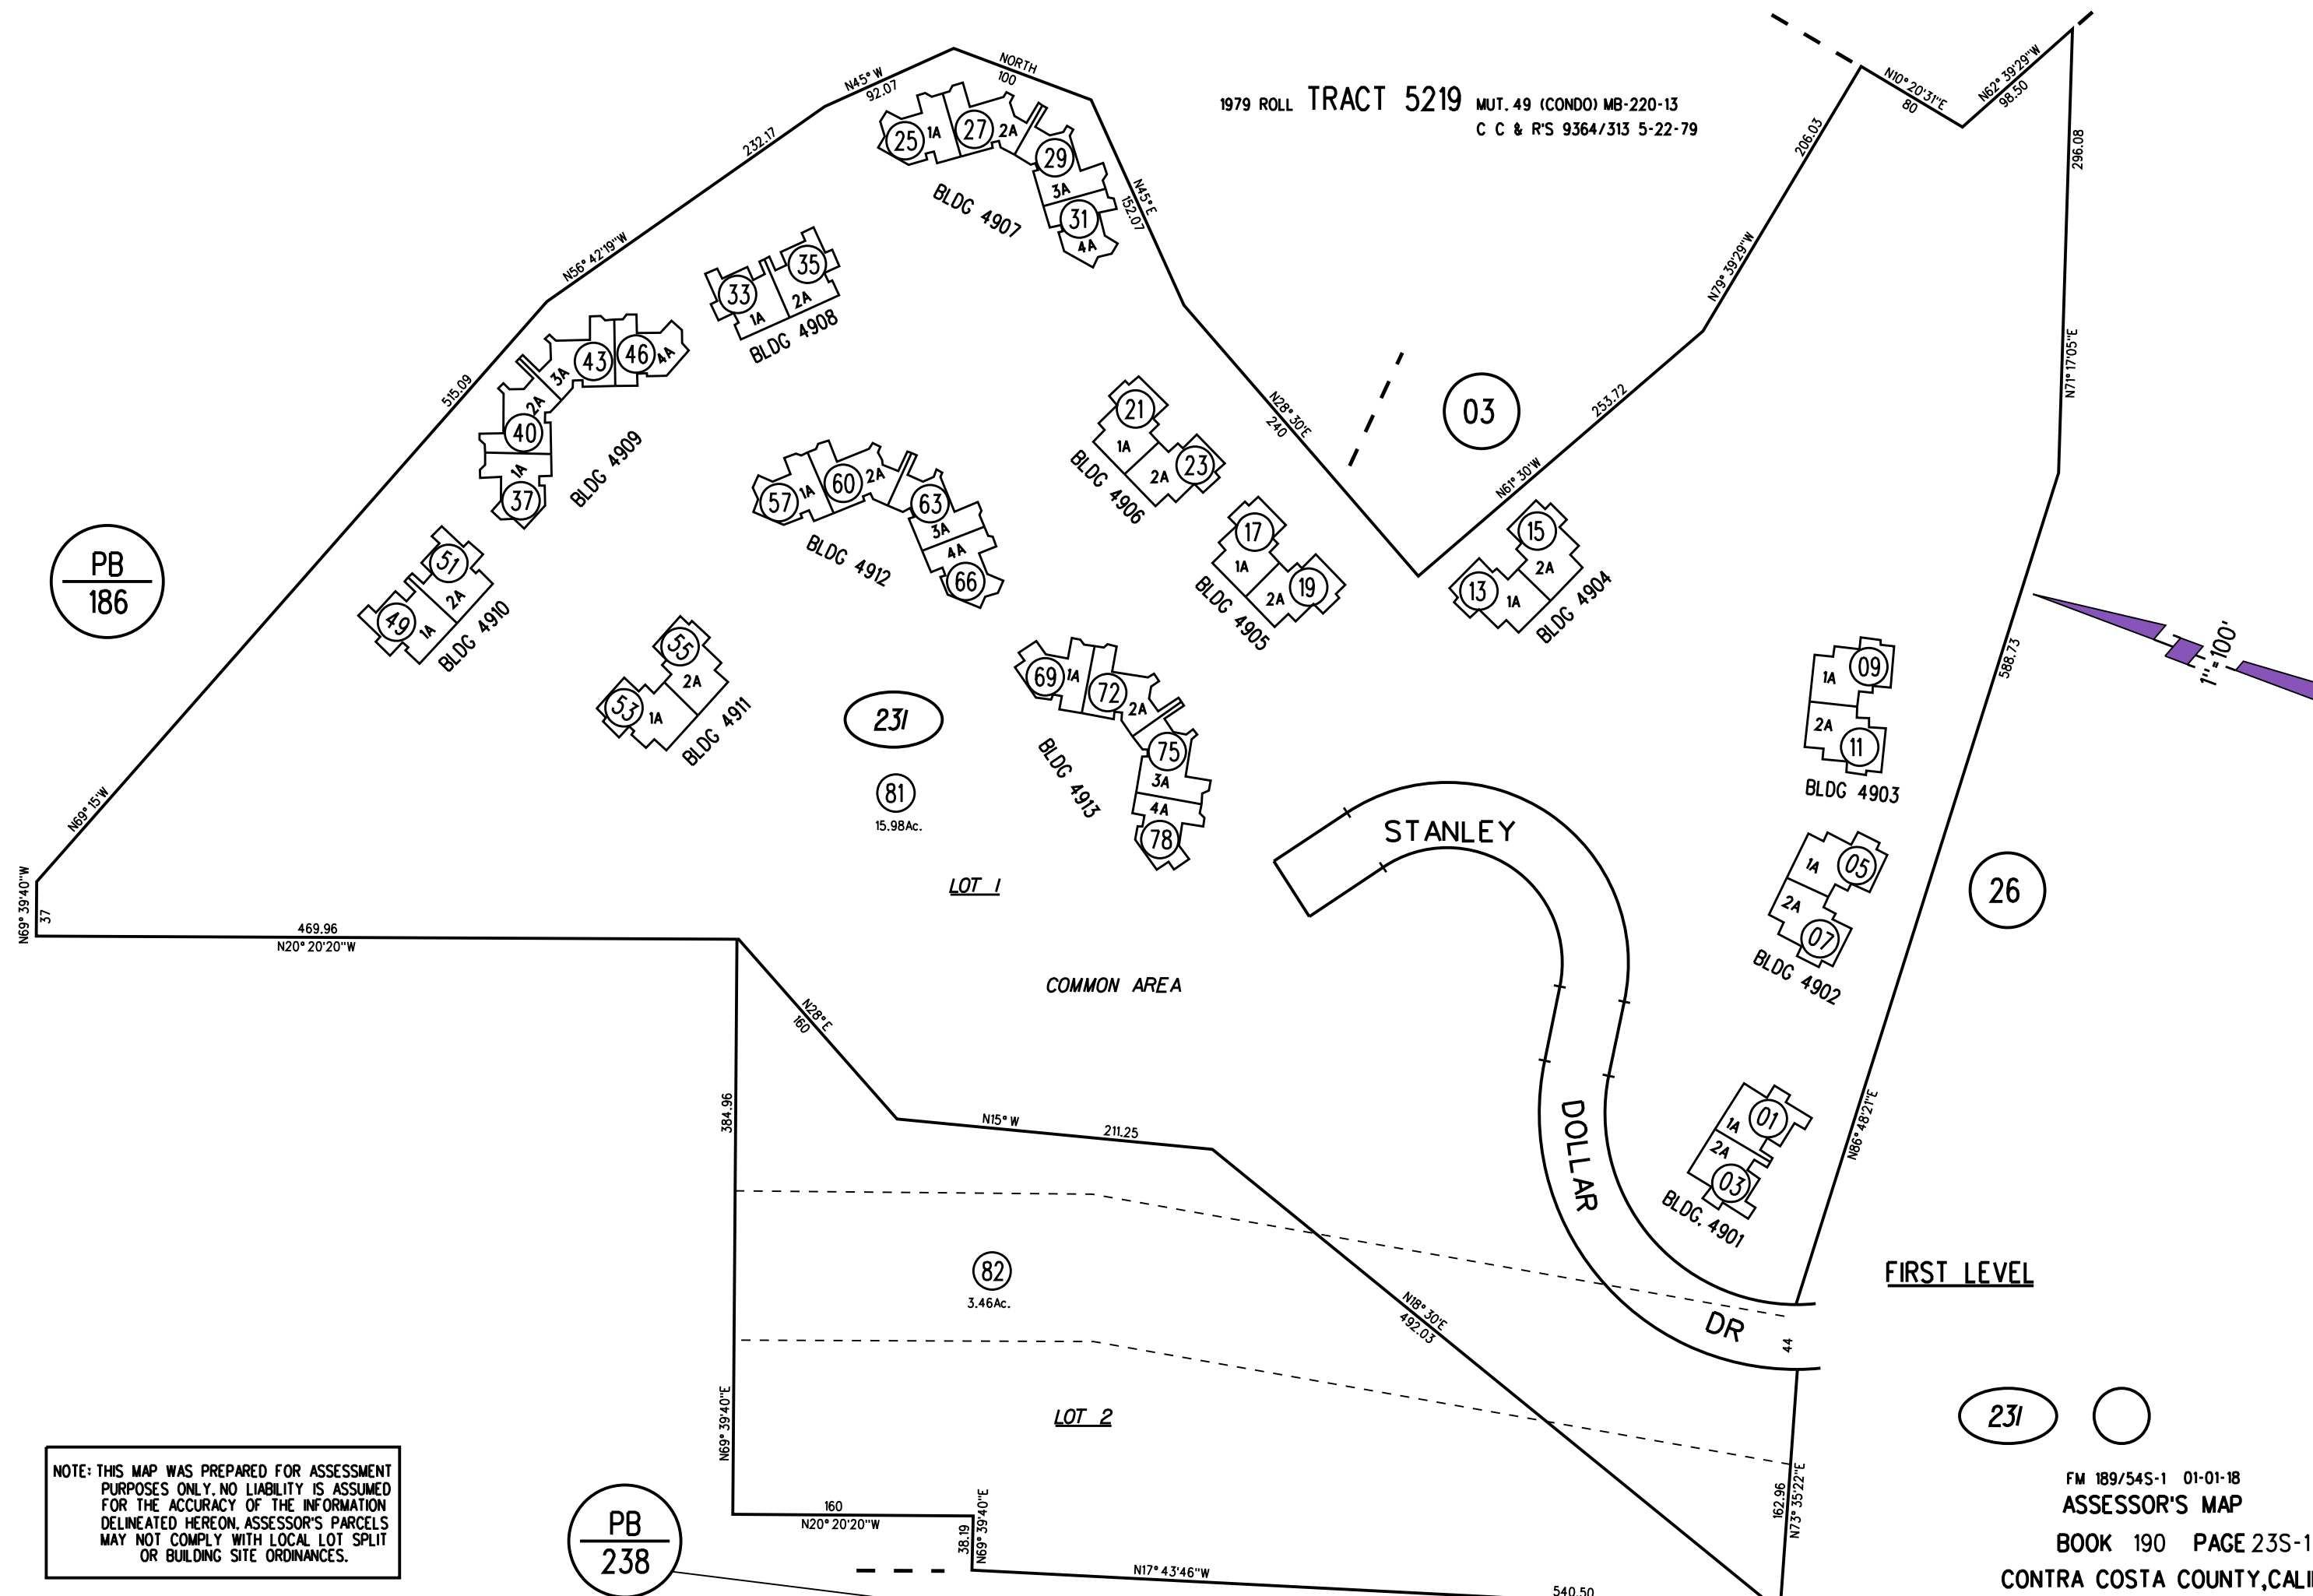 1979 ROLL TRACT 5219 MUT. 49 (CONDO) MB-220-13
C C & R'S 9364/313 5-22-79
N45° W
92.07
NORTH
100
N10° 20'31"E
80
N62° 39'29"W
98.50
232.17
N45° E
152.07
206.03
N79° 39'29"W
296.08
N71° 17'05"E
25 1A 27 2A 29 3A 31 4A
BLDG 4907
N56° 42'19"W
515.09
33 1A 35 2A
BLDG 4908
37 1A 40 2A 3A 43 46 4A
BLDG 4909
21 1A 23 2A
BLDG 4906
N28° 30'E
240
03
253.72
N61° 30'W
57 1A 60 2A 63 3A 4A 66
BLDG 4912
17 1A 19 2A
BLDG 4905
15 2A 13 1A
BLDG 4904
PB
186
51 2A 49 1A
BLDG 4910
55 2A 53 1A
BLDG 4911
231
81
15.98Ac.
69 1A 72 2A 75 3A 4A 78
BLDG 4913
588.73
1"=100'
1A 09
2A 11
BLDG 4903
STANLEY
1A 05
2A 07
BLDG 4902
26
N69° 15'W
N69° 39'40"W
37
LOT 1
469.96
N20° 20'20"W
COMMON AREA
N28° E
160
384.96
N15° W
211.25
DOLLAR
1A 01
2A 03
BLDG. 4901
N86° 48'21"E
82
3.46Ac.
N18° 30'E
492.03
FIRST LEVEL
DR
44
N69° 39'40"E
LOT 2
231
162.96
N73° 35'22"E
NOTE: THIS MAP WAS PREPARED FOR ASSESSMENT
PURPOSES ONLY. NO LIABILITY IS ASSUMED
FOR THE ACCURACY OF THE INFORMATION
DELINEATED HEREON. ASSESSOR'S PARCELS
MAY NOT COMPLY WITH LOCAL LOT SPLIT
OR BUILDING SITE ORDINANCES.
PB
238
160
N20° 20'20"W
38.19
N69° 39'40"E
N17° 43'46"W
540.50
FM 189/54S-1 01-01-18
ASSESSOR'S MAP
BOOK 190 PAGE 23S-1
CONTRA COSTA COUNTY,CALI